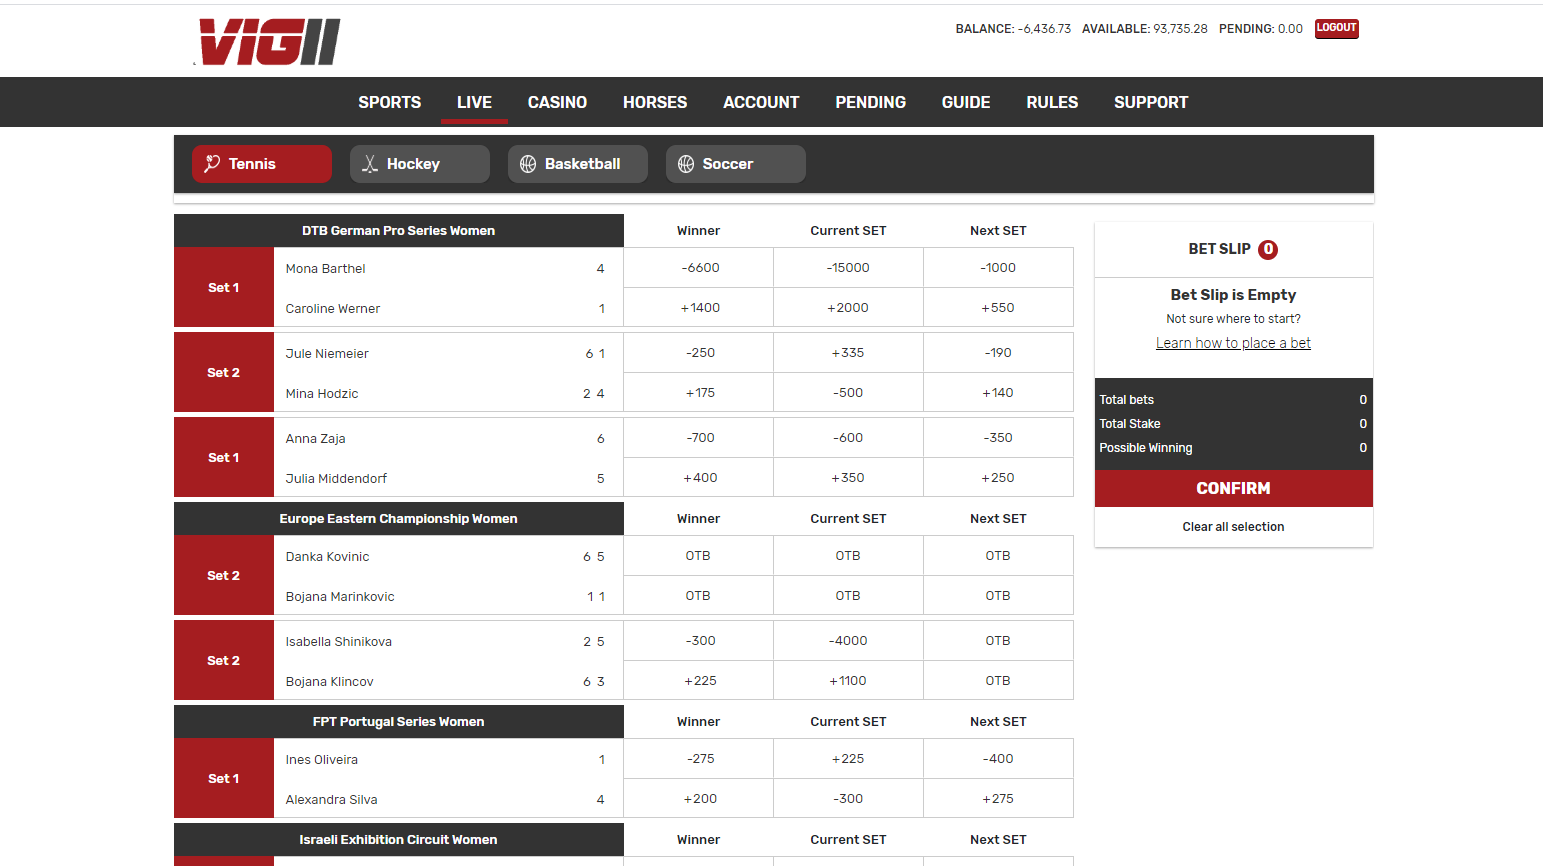 VIGII
BALANCE: -6,436.73 AVAILABLE: 93,735.28 PENDING: 0.00 LOGOUT
SPORTS LIVE CASINO HORSES ACCOUNT PENDING GUIDE RULES SUPPORT
Tennis Hockey Basketball Soccer
DTB German Pro Series Women Winner Current SET Next SET
Set 1
Mona Barthel 4 -6600 -15000 -1000
Caroline Werner 1 +1400 +2000 +550
Set 2
Jule Niemeier 6 1 -250 +335 -190
Mina Hodzic 2 4 +175 -500 +140
Set 1
Anna Zaja 6 -700 -600 -350
Julia Middendorf 5 +400 +350 +250
Europe Eastern Championship Women Winner Current SET Next SET
Set 2
Danka Kovinic 6 5 OTB OTB OTB
Bojana Marinkovic 1 1 OTB OTB OTB
Set 2
Isabella Shinikova 2 5 -300 -4000 OTB
Bojana Klincov 6 3 +225 +1100 OTB
FPT Portugal Series Women Winner Current SET Next SET
Set 1
Ines Oliveira 1 -275 +225 -400
Alexandra Silva 4 +200 -300 +275
Israeli Exhibition Circuit Women Winner Current SET Next SET
BET SLIP 0
Bet Slip is Empty
Not sure where to start?
Learn how to place a bet
Total bets 0
Total Stake 0
Possible Winning 0
CONFIRM
Clear all selection